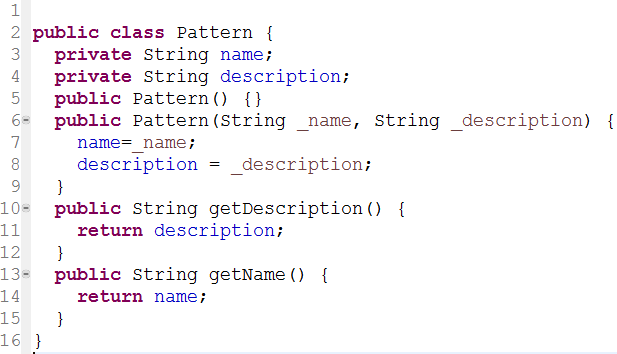 1
2 public class Pattern {
3   private String name;
4   private String description;
5   public Pattern() {}
6   public Pattern(String _name, String _description) {
7     name=_name;
8     description = _description;
9   }
10   public String getDescription() {
11     return description;
12   }
13   public String getName() {
14     return name;
15   }
16 }